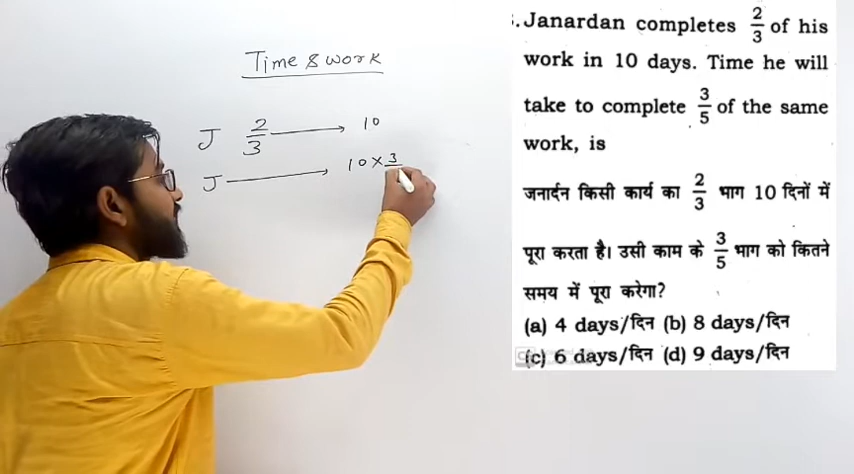 Time & work
J 2/3 → 10
J → 10 × 3
. Janardan completes 2/3 of his
work in 10 days. Time he will
take to complete 3/5 of the same
work, is
जनार्दन किसी कार्य का 2/3 भाग 10 दिनों में
पूरा करता है। उसी काम के 3/5 भाग को कितने
समय में पूरा करेगा?
(a) 4 days/दिन (b) 8 days/दिन
(c) 6 days/दिन (d) 9 days/दिन